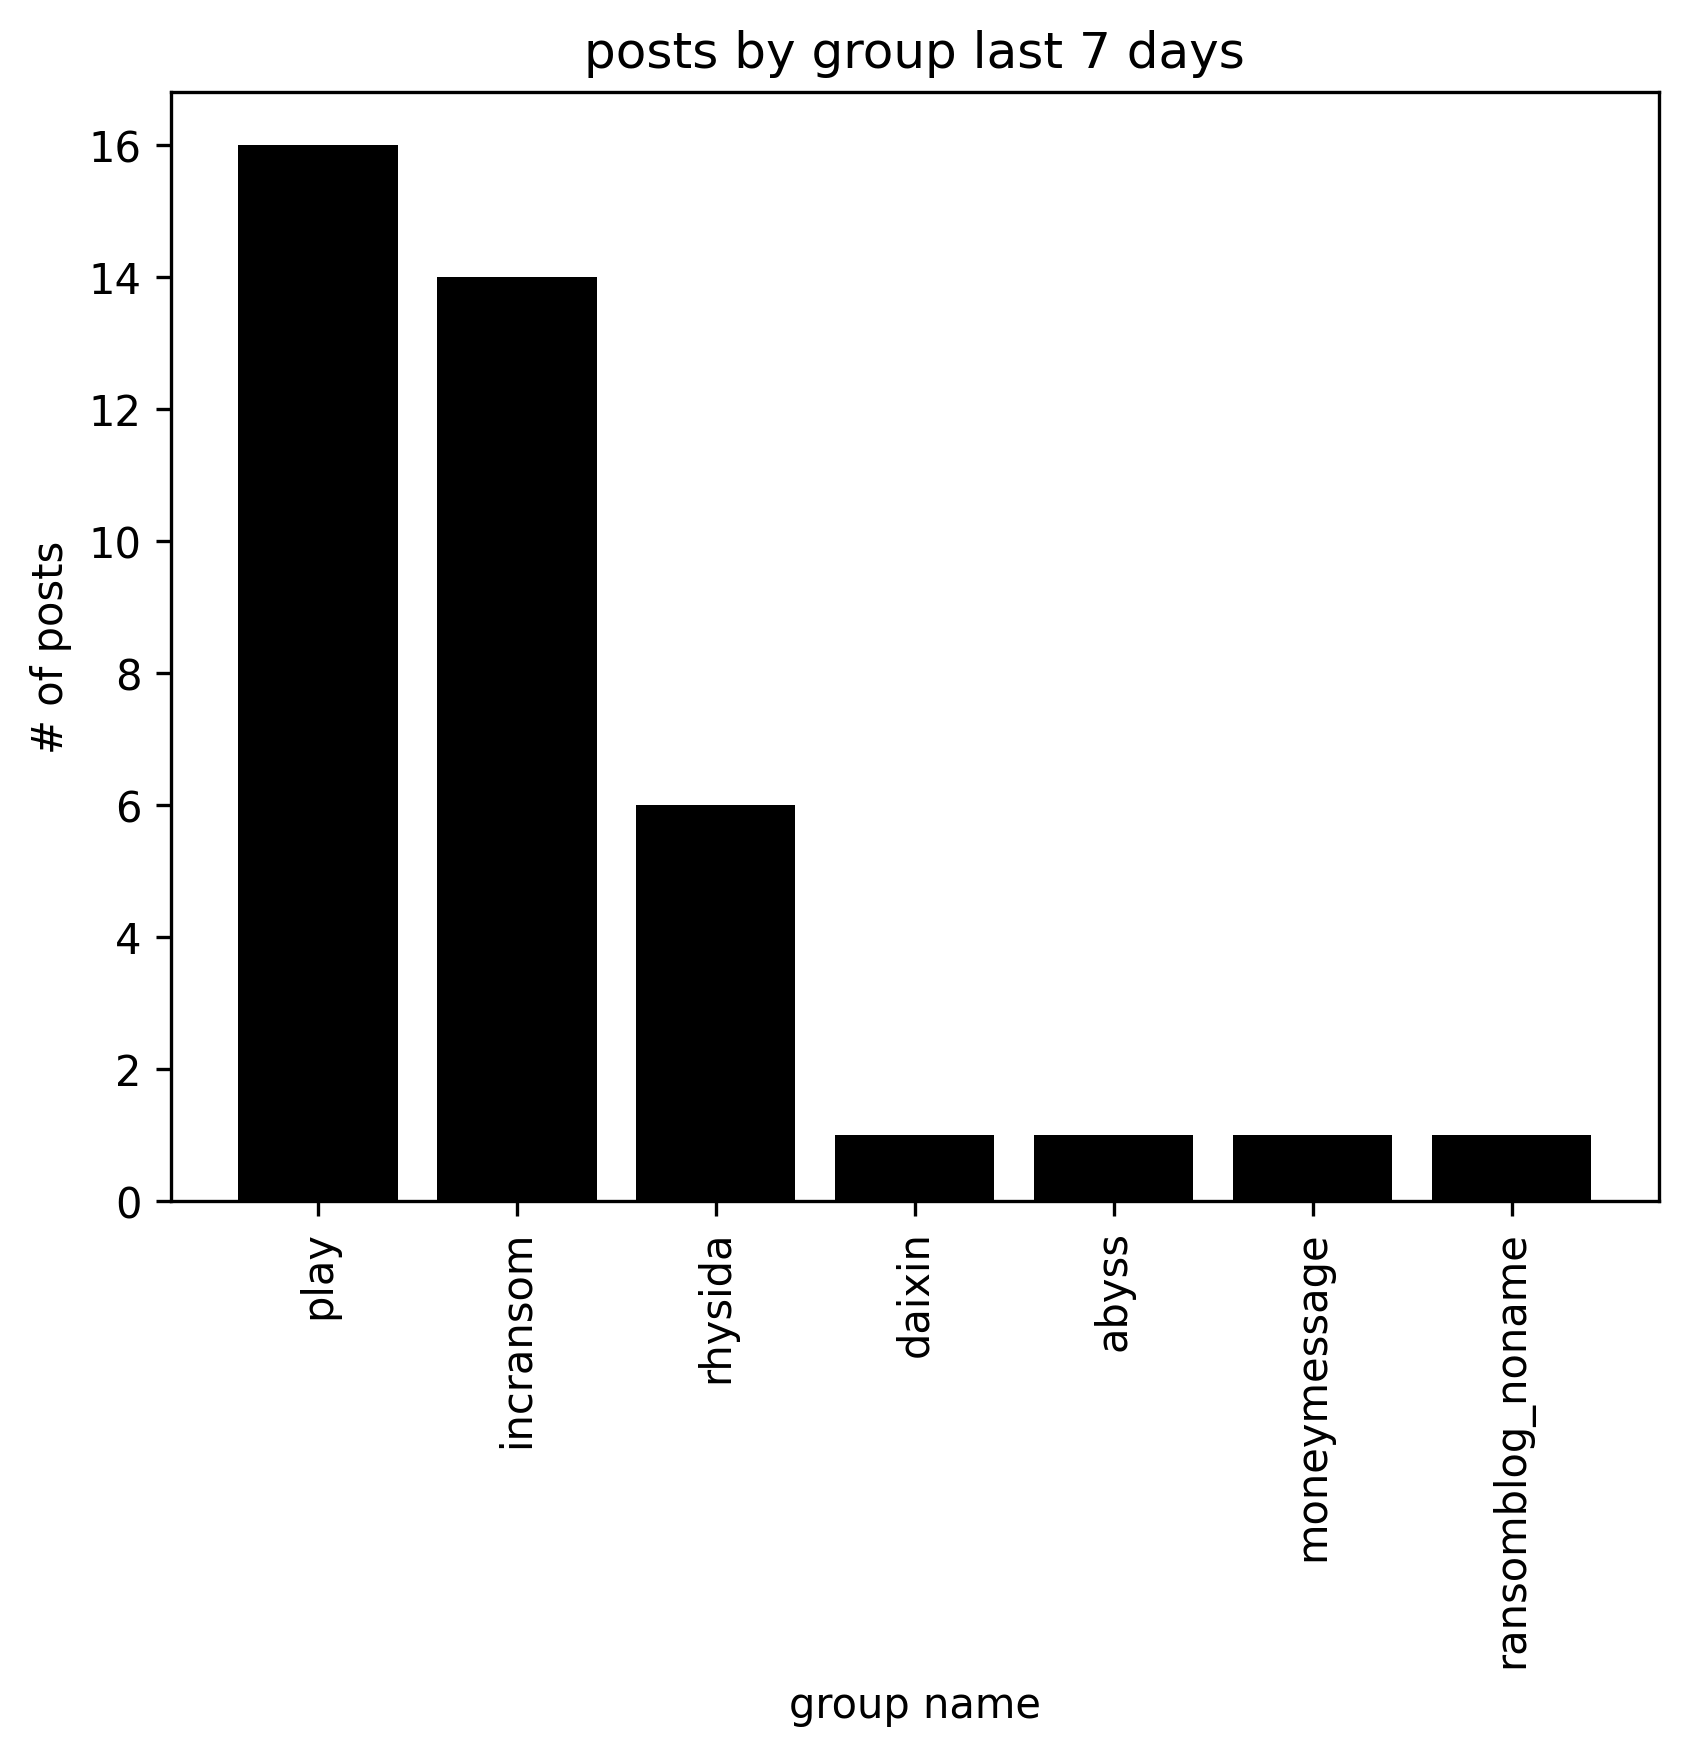 posts by group last 7 days
16
14
12
10
8
6
4
2
0
# of posts
play
incransom
rhysida
daixin
abyss
moneymessage
ransomblog_noname
group name